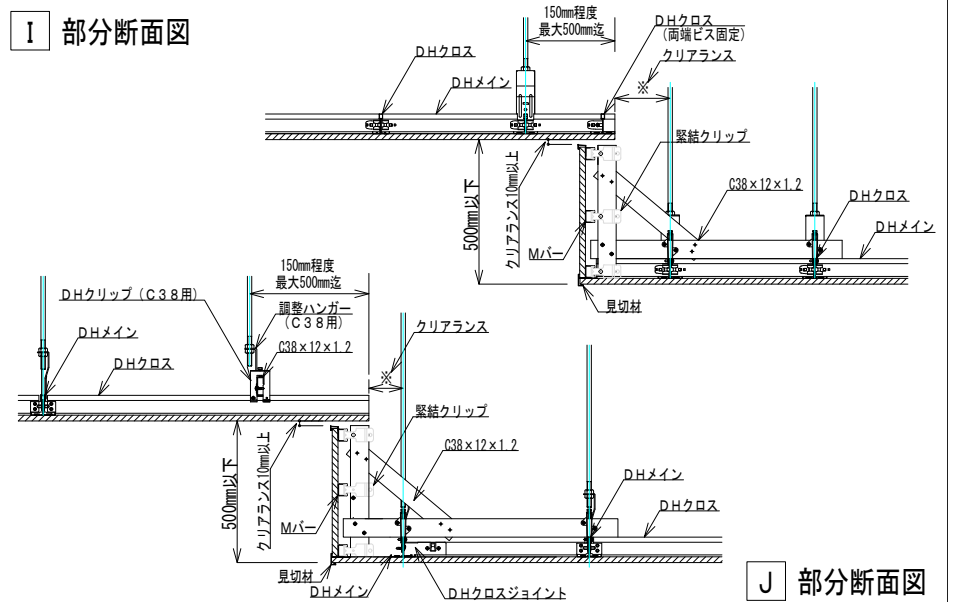 I 部分断面図
150mm程度
最大500mm迄
DHクロス
(両端ビス固定)
クリアランス
DHクロス
DHメイン
※
緊結クリップ
C38×12×1.2
DHクロス
DHメイン
500mm以下
クリアランス10mm以上
Mバー
見切材
150mm程度
最大500mm迄
DHクリップ(C38用)
調整ハンガー
(C38用)
クリアランス
DHメイン
C38×12×1.2
DHクロス
※
緊結クリップ
C38×12×1.2
DHメイン
DHクロス
500mm以下
クリアランス10mm以上
Mバー
見切材
DHメイン
DHクロスジョイント
J 部分断面図